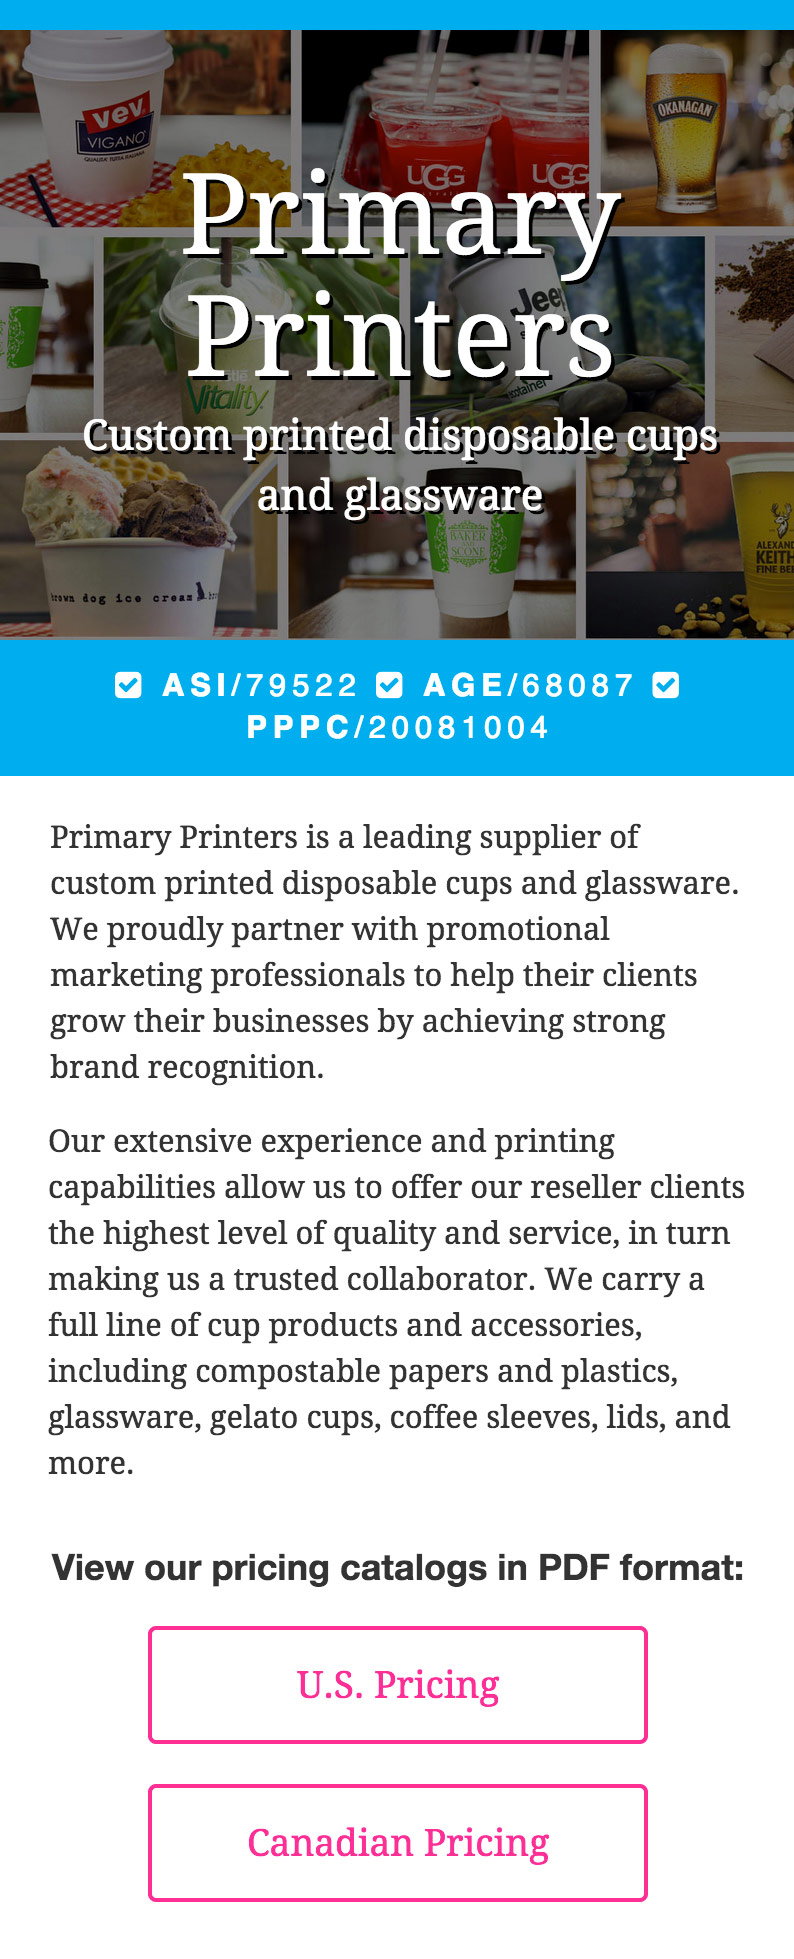 vev
VIGANO
QUALITA' TUTTA ITALIANA
UGG
UGG
OKANAGAN
Primary
Printers
Jeep
Vitality
Custom printed disposable cups
and glassware
BAKER
SCONE
ALEXAND
KEITH
FINE BE
brown dog ice cream
ASI/79522 AGE/68087
PPPC/20081004
Primary Printers is a leading supplier of
custom printed disposable cups and glassware.
We proudly partner with promotional
marketing professionals to help their clients
grow their businesses by achieving strong
brand recognition.
Our extensive experience and printing
capabilities allow us to offer our reseller clients
the highest level of quality and service, in turn
making us a trusted collaborator. We carry a
full line of cup products and accessories,
including compostable papers and plastics,
glassware, gelato cups, coffee sleeves, lids, and
more.
View our pricing catalogs in PDF format:
U.S. Pricing
Canadian Pricing